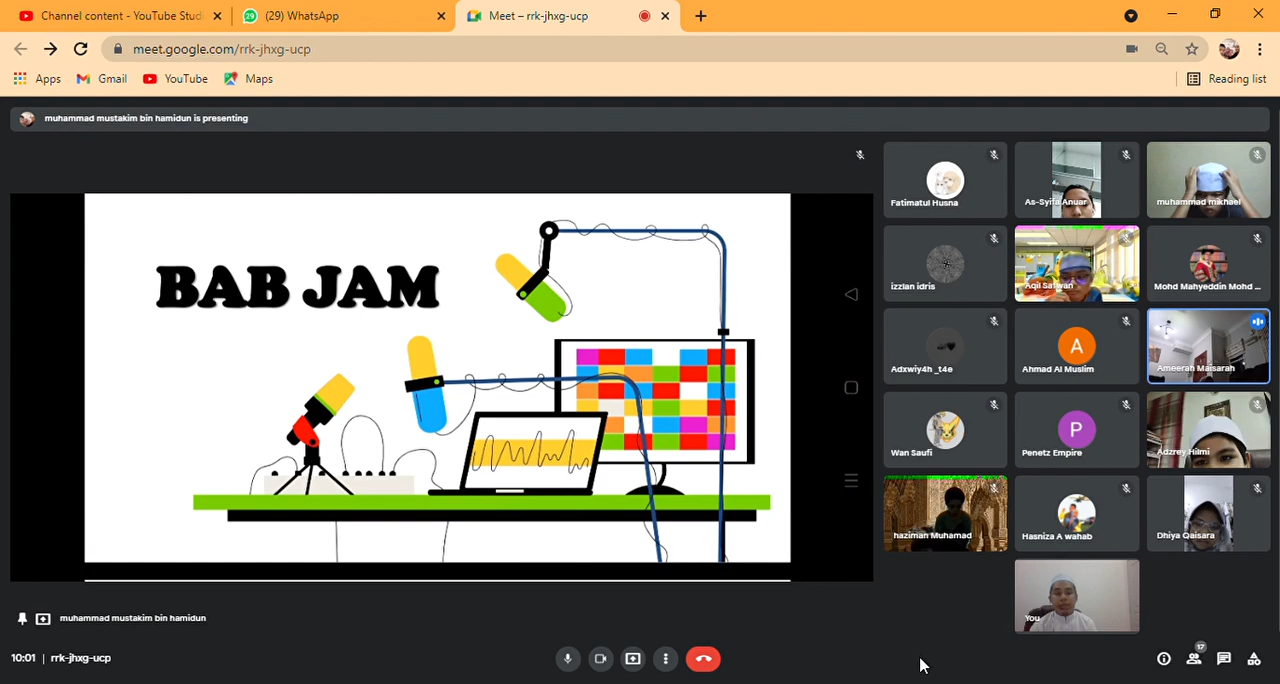 Channel content - YouTube Studi
(29) WhatsApp
Meet – rrk-jhxg-ucp
meet.google.com/rrk-jhxg-ucp
Apps
Gmail
YouTube
Maps
Reading list
muhammad mustakim bin hamidun is presenting
BAB JAM
Fatimatul Husna
As-Syifa Anuar
muhammad mikhael
izzlan idris
Aqil Safwan
Mohd Mahyeddin Mohd ...
Adxwiy4h _t4e
A
Ahmad Al Muslim
Ameerah Maisarah
Wan Saufi
P
Penetz Empire
Adzrey Hilmi
haziman Muhamad
Hasniza A wahab
Dhiya Qaisara
You
muhammad mustakim bin hamidun
10:01 | rrk-jhxg-ucp
17